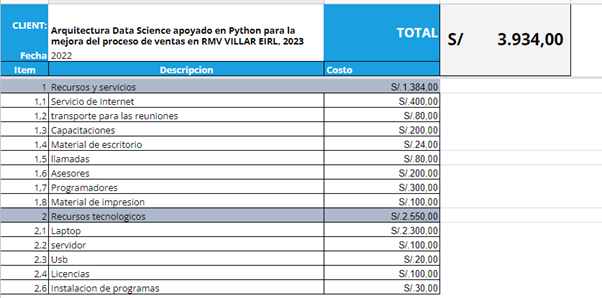 CLIENT: Arquitectura Data Science apoyado en Python para la
mejora del proceso de ventas en RMV VILLAR EIRL, 2023
TOTAL S/ 3.934,00
Fecha 2022
Item Descripcion Costo
1 Recursos y servicios S/.1.384,00
1,1 Servicio de Internet S/.400,00
1,2 transporte para las reuniones S/.80,00
1,3 Capacitaciones S/.200,00
1,4 Material de escritorio S/.24,00
1,5 llamadas S/.80,00
1,6 Asesores S/.200,00
1,7 Programadores S/.300,00
1,8 Material de impresion S/.100,00
2 Recursos tecnologicos S/.2.550,00
2,1 Laptop S/.2.300,00
2,2 servidor S/.100,00
2,3 Usb S/.20,00
2,4 Licencias S/.100,00
2.6 Instalacion de programas S/.30,00